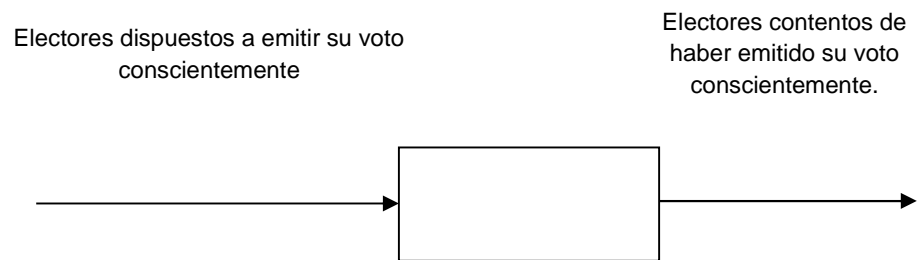 Electores dispuestos a emitir su voto
conscientemente
Electores contentos de
haber emitido su voto
conscientemente.